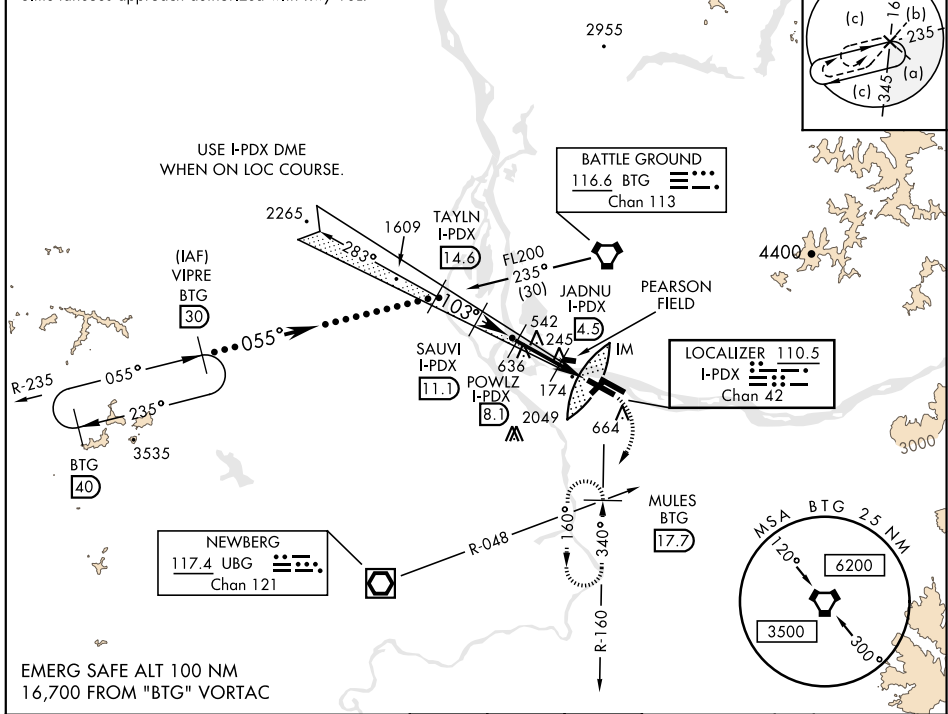 2955
(c)
(b)
235
(a)
(c)
345
USE I-PDX DME
WHEN ON LOC COURSE.
BATTLE GROUND
116.6 BTG
Chan 113
2265
1609
TAYLN
I-PDX
14.6
283°
FL200
235°
(30)
4400
(IAF)
VIPRE
BTG
30
103°
JADNU
I-PDX
4.5
PEARSON
FIELD
055°
542
245
IM
SAUVI
I-PDX
11.1
636
LOCALIZER 110.5
I-PDX
Chan 42
R-235
055°
POWLZ
I-PDX
8.1
174
235°
2049
664
3535
3000
BTG
40
MULES
BTG
17.7
160°
340°
R-048
NEWBERG
117.4 UBG
Chan 121
MSA BTG 25 NM
120°
6200
3500
300°
R-160
EMERG SAFE ALT 100 NM
16,700 FROM "BTG" VORTAC